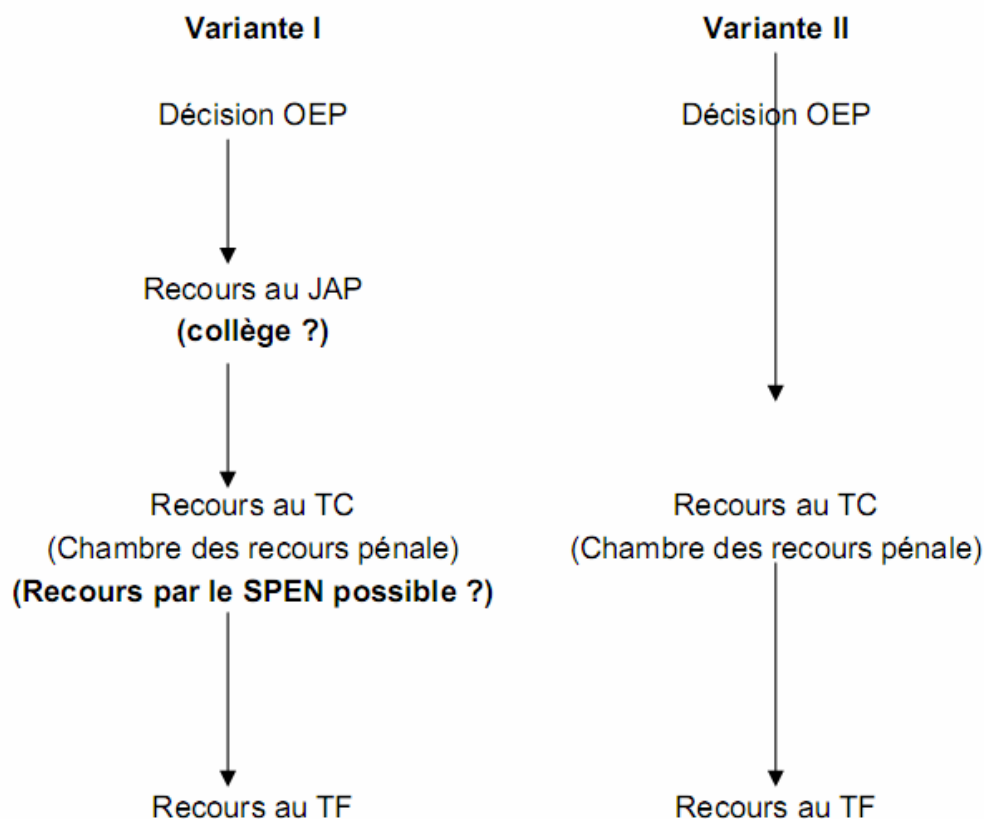 Variante I
Décision OEP
Recours au JAP
(collège ?)
Recours au TC
(Chambre des recours pénale)
(Recours par le SPEN possible ?)
Recours au TF
Variante II
Décision OEP
Recours au TC
(Chambre des recours pénale)
Recours au TF